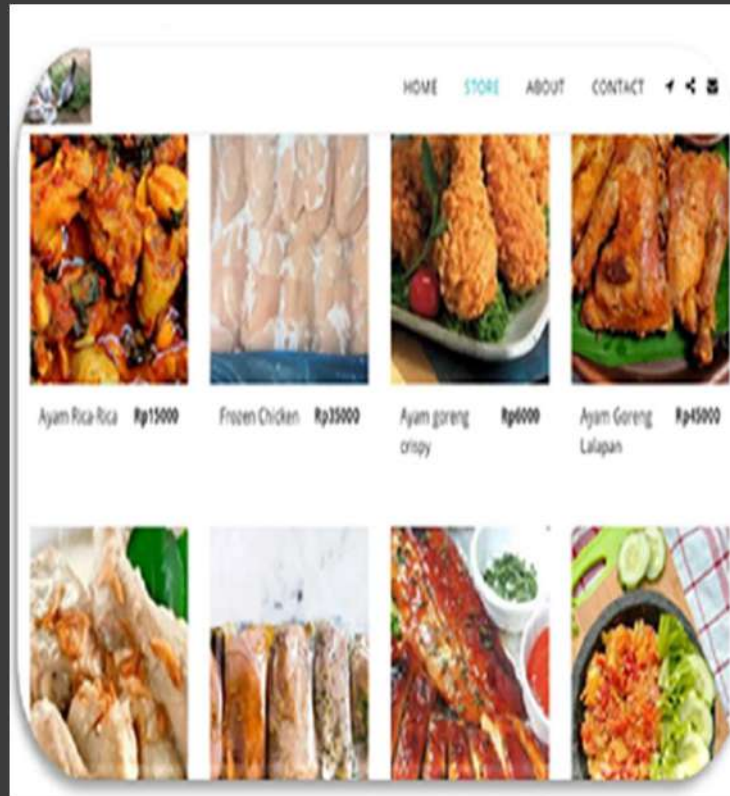 HOME STORE ABOUT CONTACT
Ayam Rica-Rica Rp15000
Frozen Chicken Rp35000
Ayam goreng Rp6000
crispy
Ayam Goreng Rp45000
Lalapan